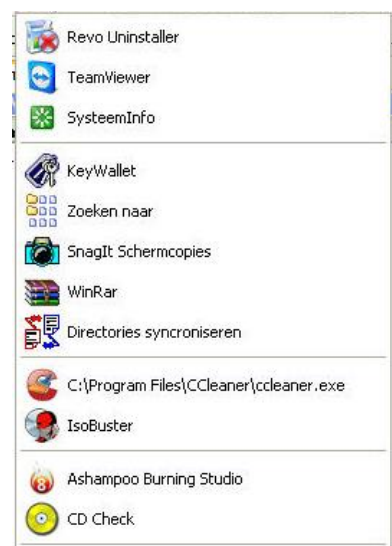 Revo Uninstaller
TeamViewer
SysteemInfo
KeyWallet
Zoeken naar
SnagIt Schermcopies
WinRar
Directories syncroniseren
C:\Program Files\CCleaner\ccleaner.exe
IsoBuster
Ashampoo Burning Studio
CD Check